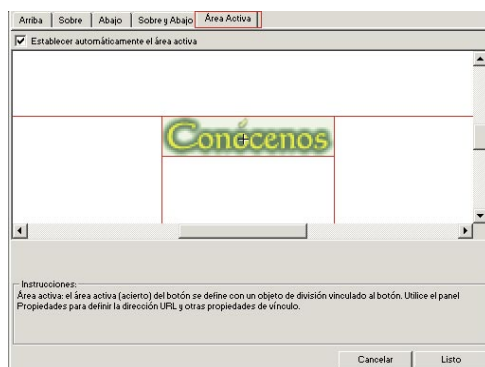 Arriba Sobre Abajo Sobre y Abajo Área Activa
Establecer automáticamente el área activa
Conócenos
Instrucciones:
Área activa: el área activa (acierto) del botón se define con un objeto de división vinculado al botón. Utilice el panel
Propiedades para definir la dirección URL y otras propiedades de vínculo.
Cancelar Listo